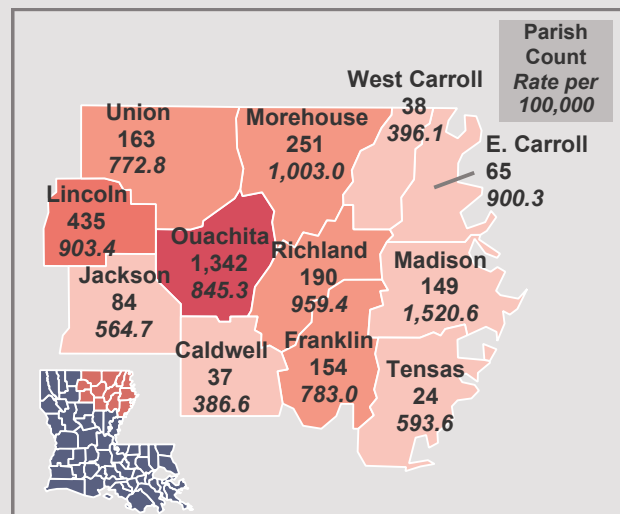 Parish
Count
Rate per
100,000
West Carroll
38
396.1
Union
163
772.8
Morehouse
251
1,003.0
E. Carroll
65
900.3
Lincoln
435
903.4
Ouachita
1,342
845.3
Richland
190
959.4
Madison
149
1,520.6
Jackson
84
564.7
Caldwell
37
386.6
Franklin
154
783.0
Tensas
24
593.6